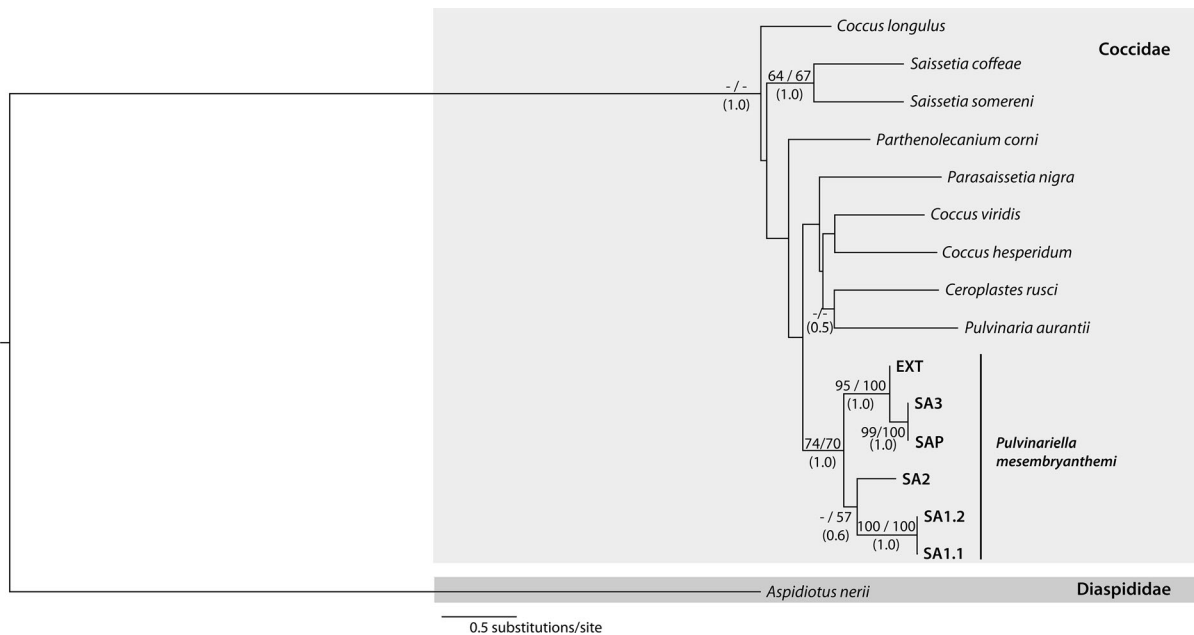 Coccus longulus
Coccidae
Saissetia coffeae
64 / 67
(1.0)
- / -
(1.0)
Saissetia somereni
Parthenolecanium corni
Parasaissetia nigra
Coccus viridis
Coccus hesperidum
Ceroplastes rusci
-/-
(0.5)
Pulvinaria aurantii
EXT
95 / 100
(1.0)
SA3
99/100
(1.0)
SAP
74/70
(1.0)
Pulvinariella
mesembryanthemi
SA2
- / 57
(0.6)
SA1.2
100 / 100
(1.0)
SA1.1
Aspidiotus nerii
Diaspididae
0.5 substitutions/site